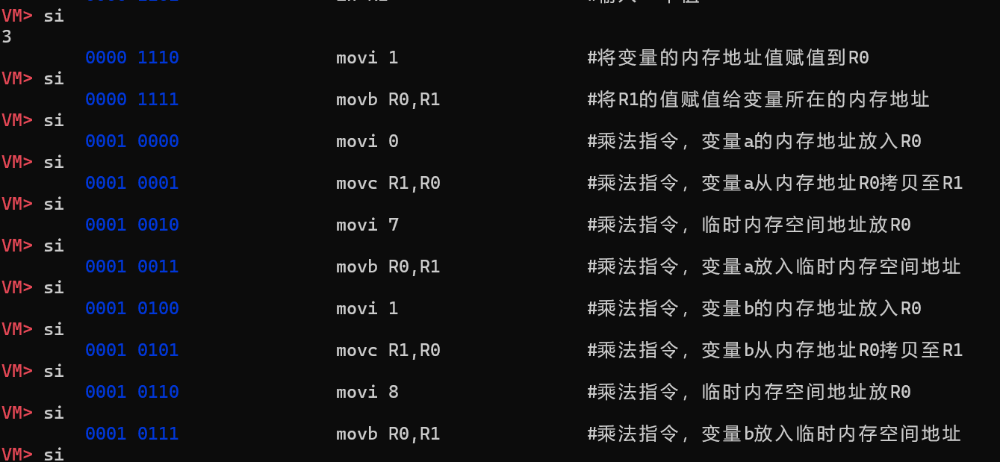 VM> si
3
0000 1110 movi 1 #将变量的内存地址值赋值到R0
VM> si
0000 1111 movb R0,R1 #将R1的值赋值给变量所在的内存地址
VM> si
0001 0000 movi 0 #乘法指令, 变量a的内存地址放入R0
VM> si
0001 0001 movc R1,R0 #乘法指令, 变量a从内存地址R0拷贝至R1
VM> si
0001 0010 movi 7 #乘法指令, 临时内存空间地址放R0
VM> si
0001 0011 movb R0,R1 #乘法指令, 变量a放入临时内存空间地址
VM> si
0001 0100 movi 1 #乘法指令, 变量b的内存地址放入R0
VM> si
0001 0101 movc R1,R0 #乘法指令, 变量b从内存地址R0拷贝至R1
VM> si
0001 0110 movi 8 #乘法指令, 临时内存空间地址放R0
VM> si
0001 0111 movb R0,R1 #乘法指令, 变量b放入临时内存空间地址
VM> si